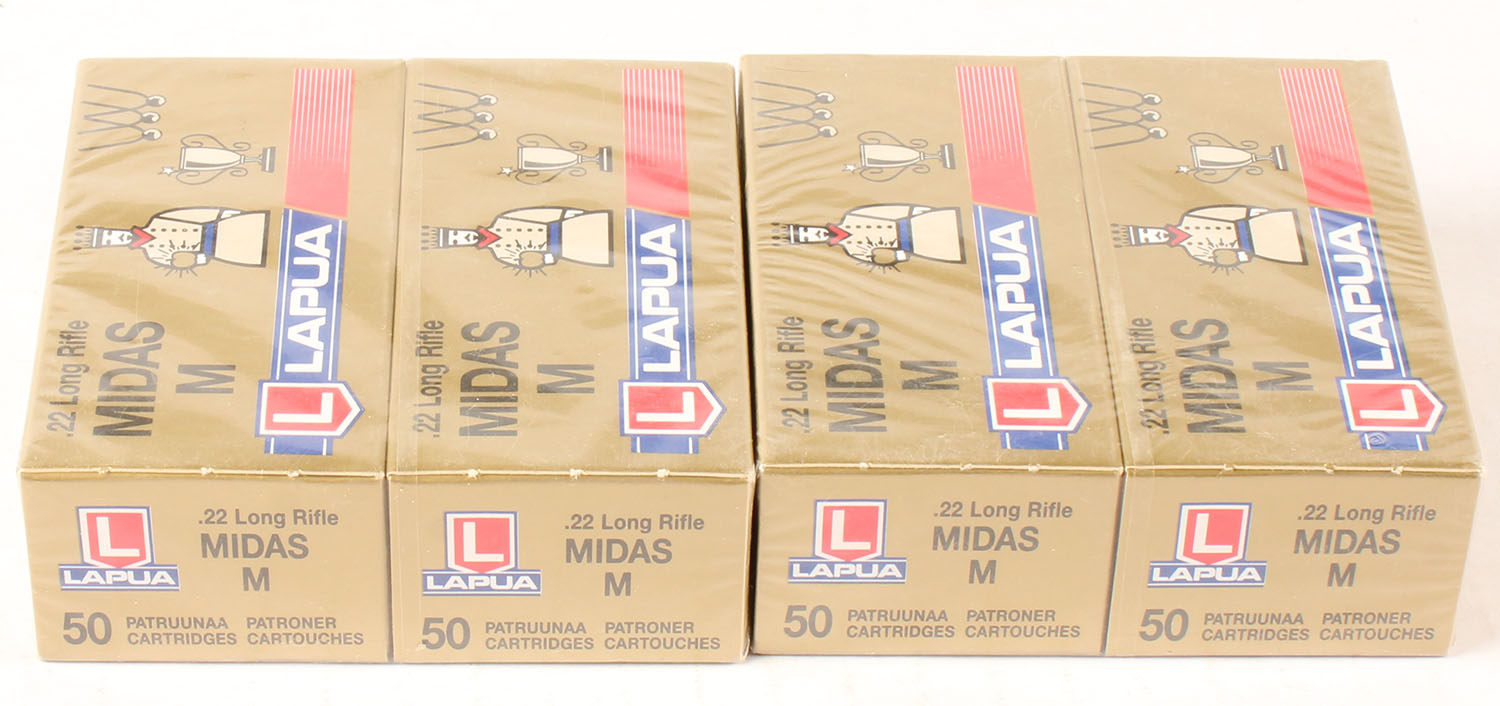 LAPUA
.22 Long Rifle
MIDAS
M
L
LAPUA
.22 Long Rifle
MIDAS
M
L
LAPUA
.22 Long Rifle
MIDAS
M
L
LAPUA
.22 Long Rifle
MIDAS
M
L
L
LAPUA
.22 Long Rifle
MIDAS
M
50 PATRUUNAA PATRONER
CARTRIDGES CARTOUCHES
L
LAPUA
.22 Long Rifle
MIDAS
M
50 PATRUUNAA PATRONER
CARTRIDGES CARTOUCHES
L
LAPUA
.22 Long Rifle
MIDAS
M
50 PATRUUNAA PATRONER
CARTRIDGES CARTOUCHES
L
LAPUA
.22 Long Rifle
MIDAS
M
50 PATRUUNAA PATRONER
CARTRIDGES CARTOUCHES